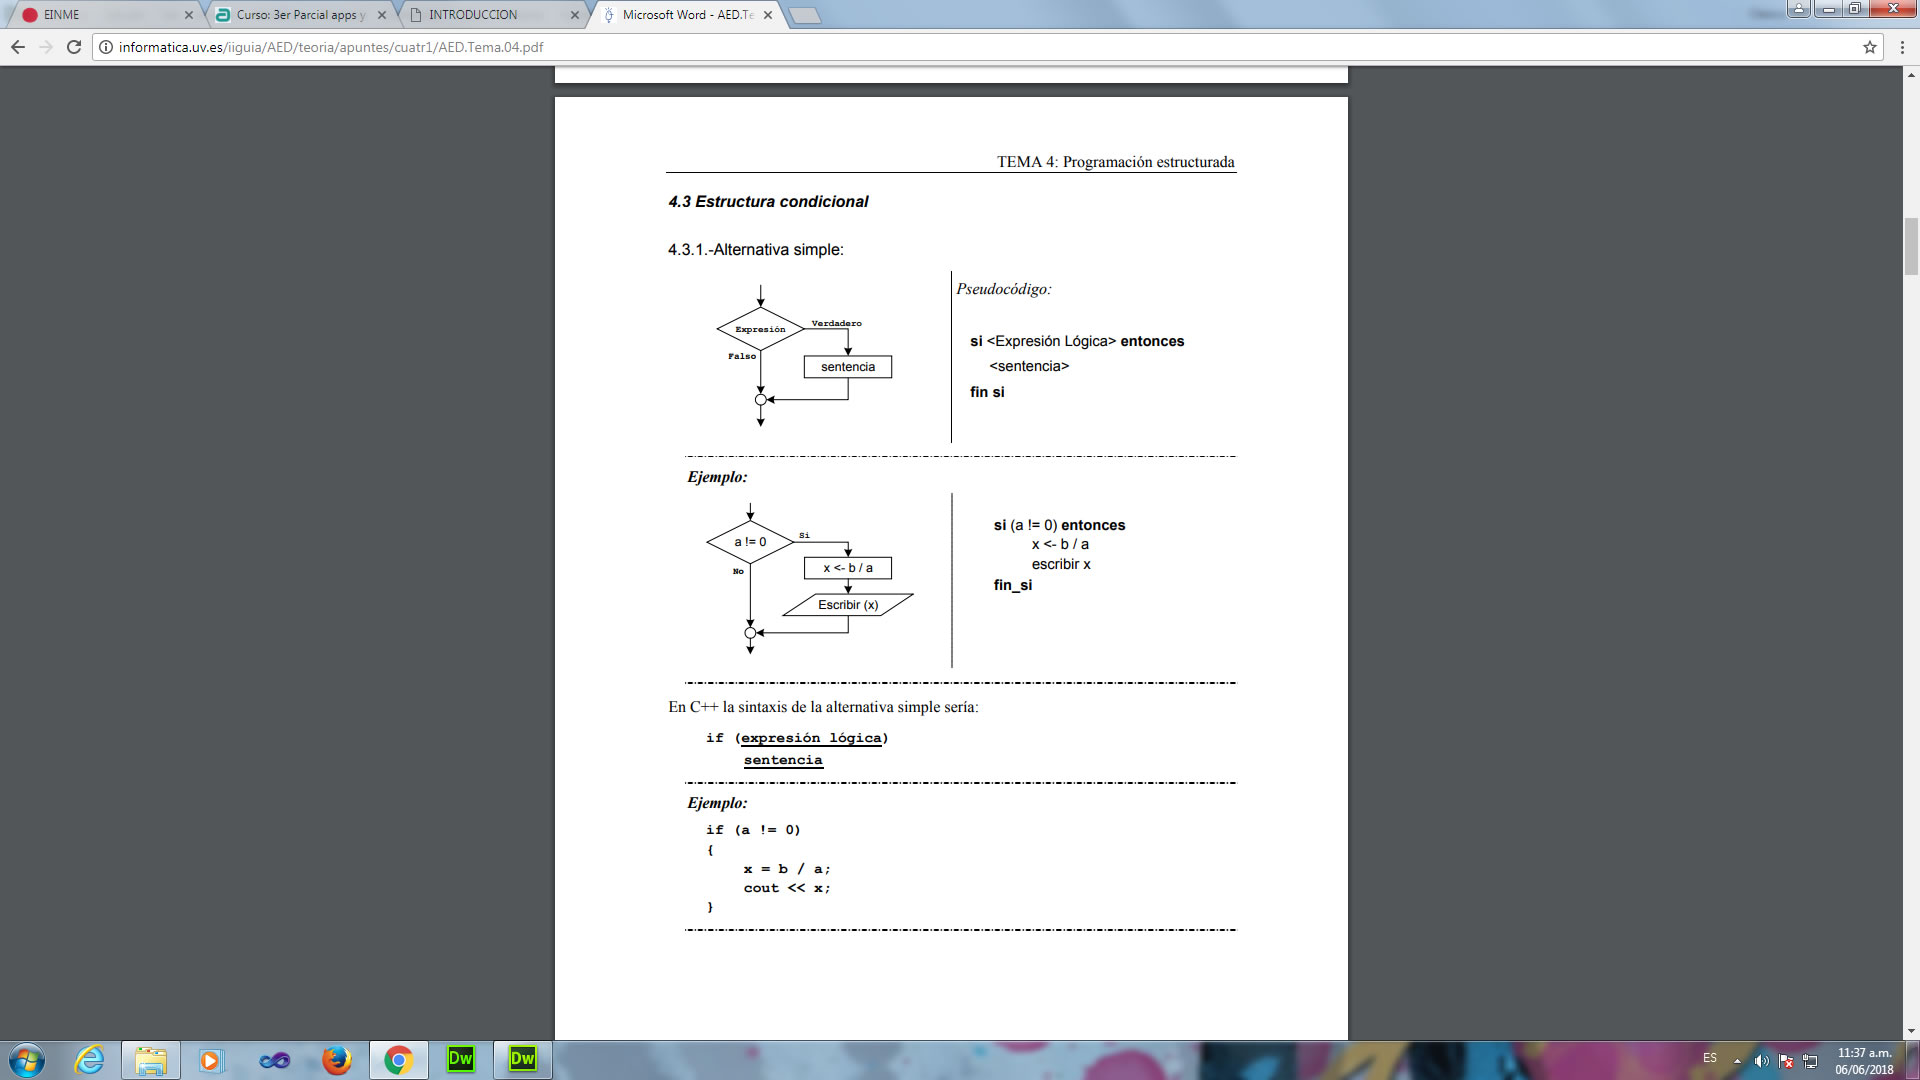 EINME
Curso: 3er Parcial apps y
INTRODUCCION
Microsoft Word - AED.Te
informatica.uv.es/iiguia/AED/teoria/apuntes/cuatr1/AED.Tema.04.pdf
TEMA 4: Programación estructurada
4.3 Estructura condicional
4.3.1.-Alternativa simple:
Expresión
Verdadero
Falso
sentencia
Pseudocódigo:
si <Expresión Lógica> entonces
<sentencia>
fin si
Ejemplo:
a != 0
Si
No
x <- b / a
Escribir (x)
si (a != 0) entonces
x <- b / a
escribir x
fin_si
En C++ la sintaxis de la alternativa simple sería:
if (expresión lógica)
sentencia
Ejemplo:
if (a != 0)
{
x = b / a;
cout << x;
}
Dw
Dw
ES
11:37 a.m.
06/06/2018